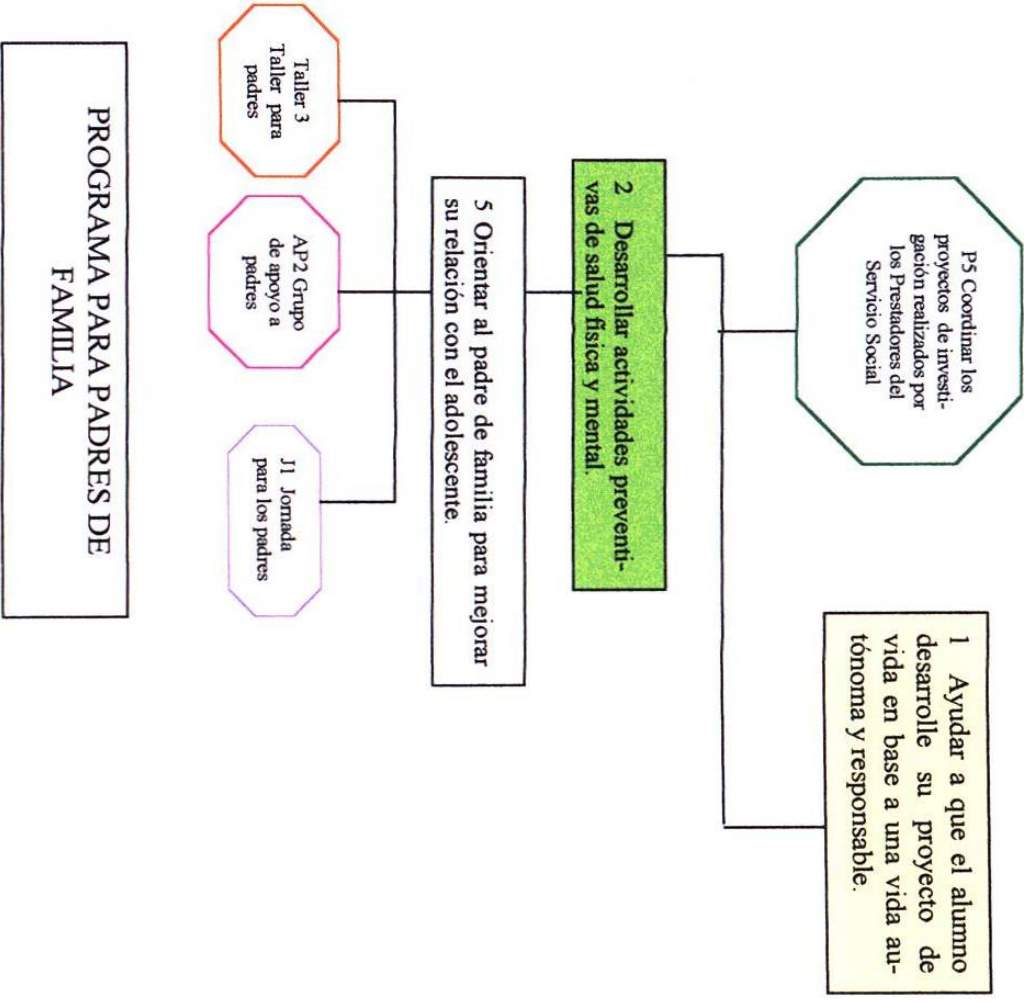 P5 Coordinar los
proyectos de investi-
gación realizados por
los Prestadores del
Servicio Social
1 Ayudar a que el alumno
desarrolle su proyecto de
vida en base a una vida au-
tónoma y responsable.
2 Desarrollar actividades preventi-
vas de salud física y mental.
5 Orientar al padre de familia para mejorar
su relación con el adolescente.
Taller 3
Taller para
padres
AP2 Grupo
de apoyo a
padres
J1 Jornada
para los padres
PROGRAMA PARA PADRES DE
FAMILIA